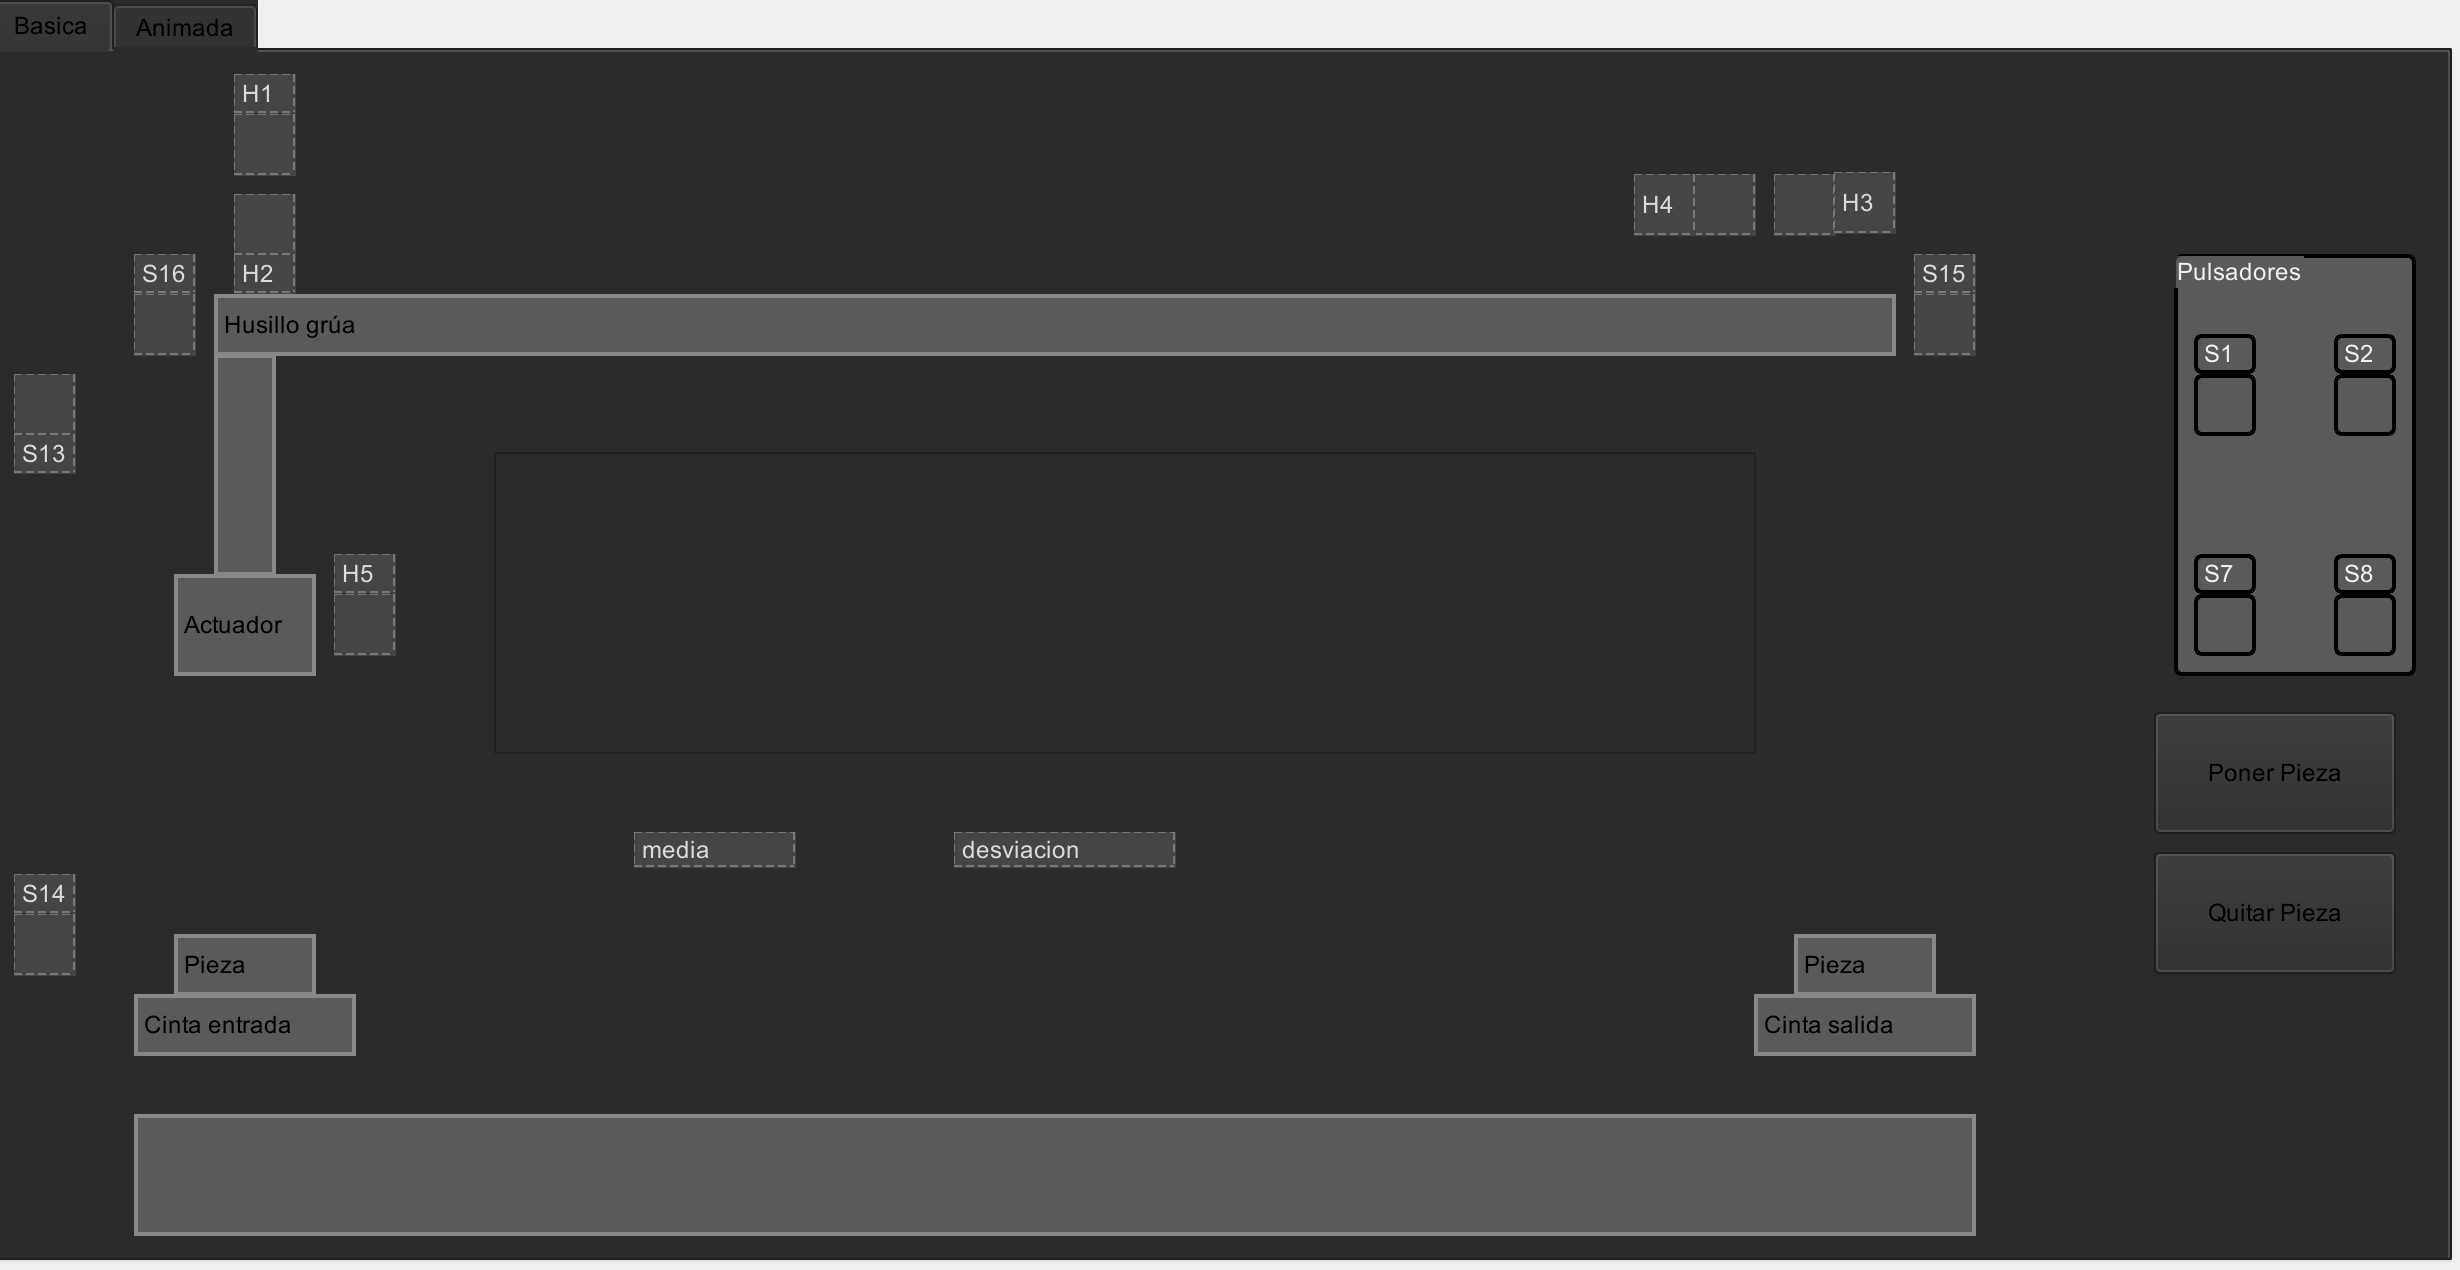 Basica
Animada
H1
H4
H3
S16
H2
S15
Pulsadores
Husillo grúa
S1
S2
S13
H5
S7
S8
Actuador
Poner Pieza
media
desviacion
S14
Quitar Pieza
Pieza
Pieza
Cinta entrada
Cinta salida